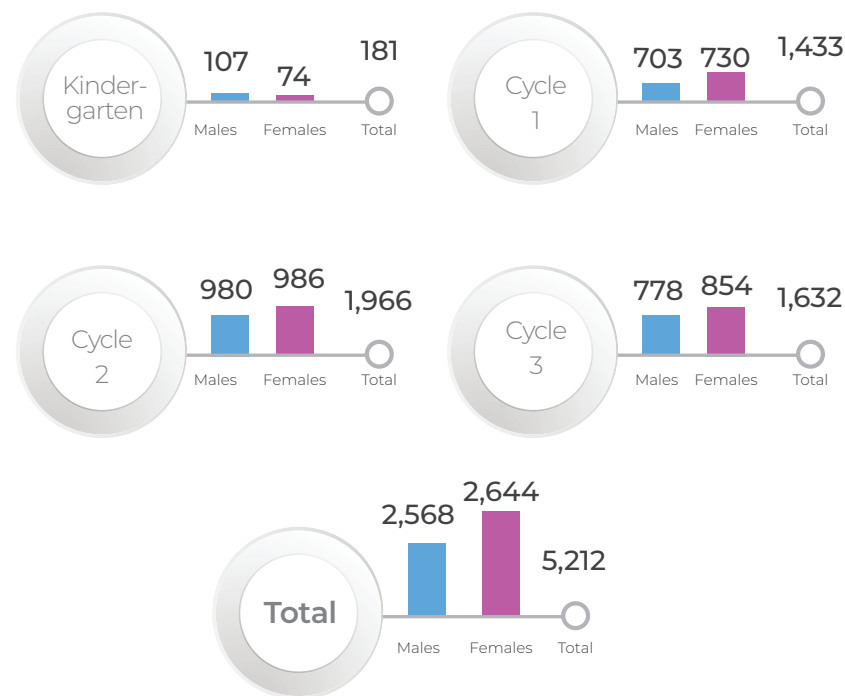 Kinder-
garten
107
74
181
Males
Females
Total
Cycle
1
703
730
1,433
Males
Females
Total
Cycle
2
980
986
1,966
Males
Females
Total
Cycle
3
778
854
1,632
Males
Females
Total
Total
2,568
2,644
5,212
Males
Females
Total